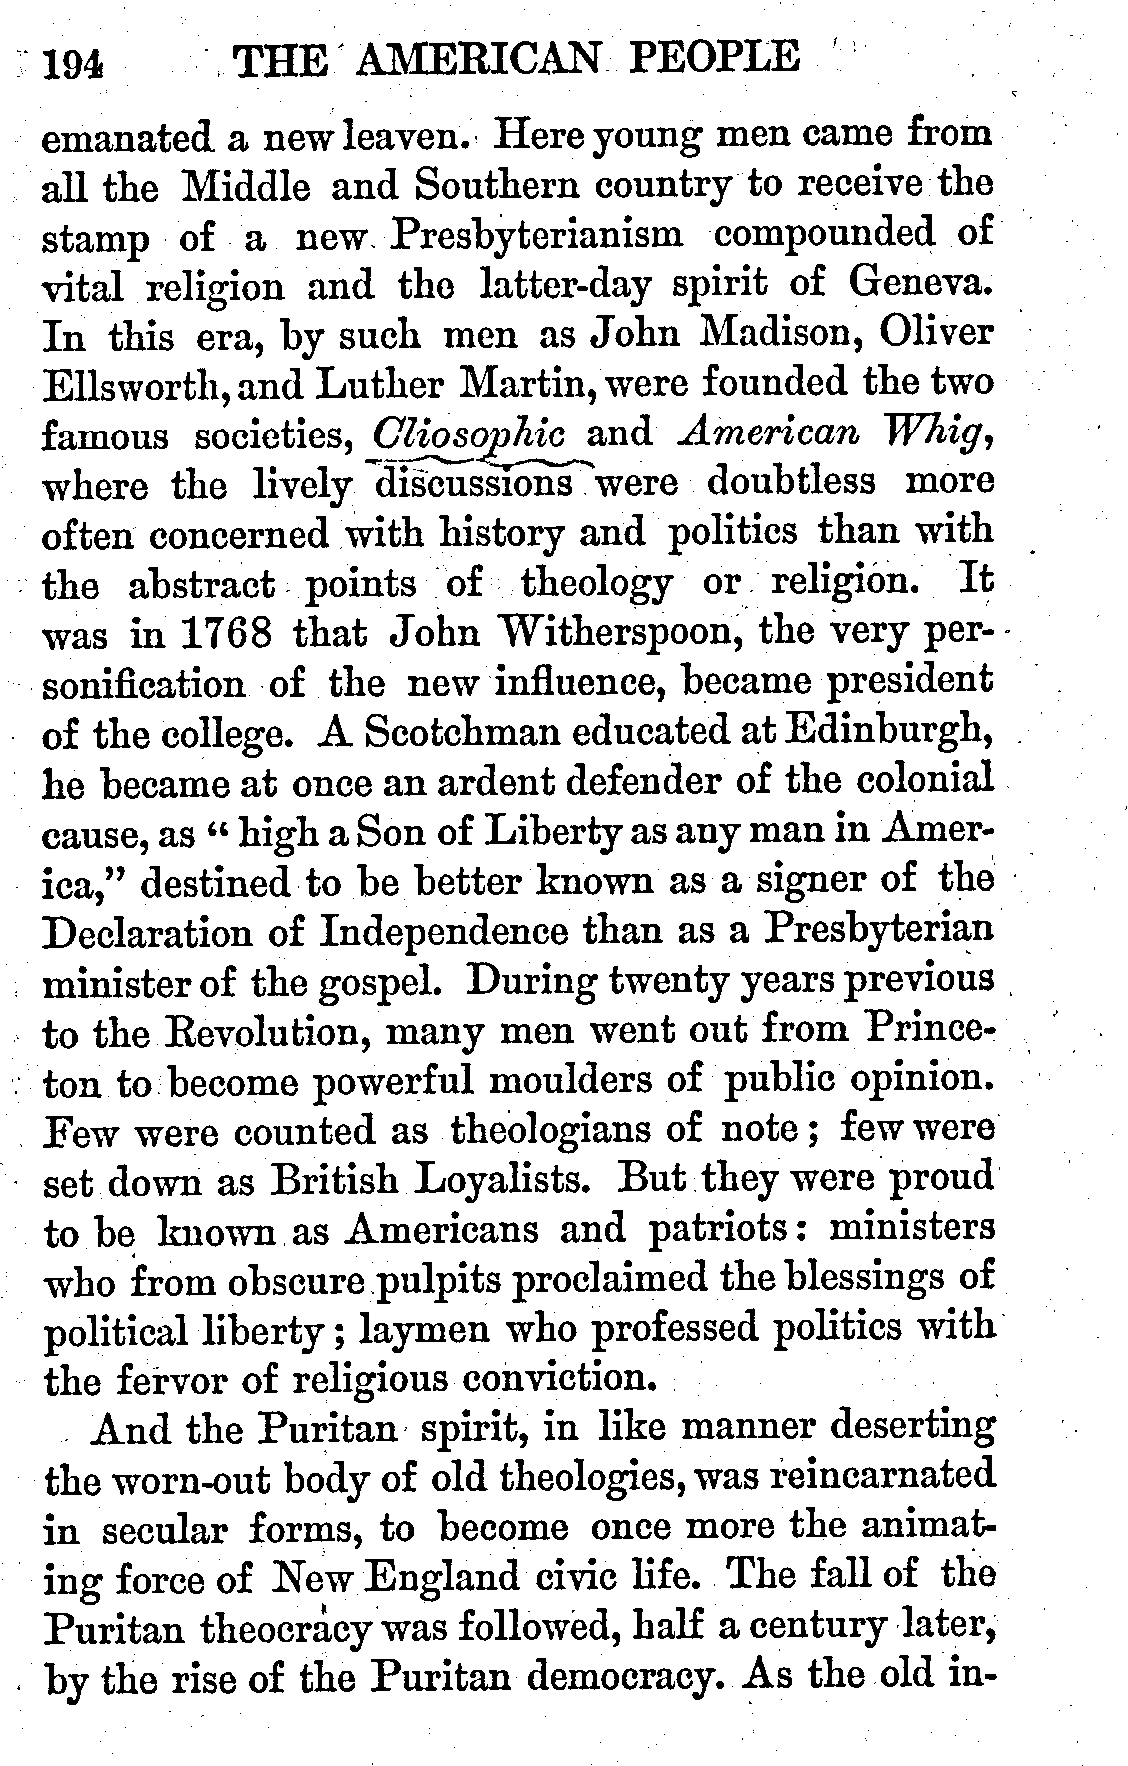 194 THE AMERICAN PEOPLE
emanated a new leaven. Here young men came from
all the Middle and Southern country to receive the
stamp of a new Presbyterianism compounded of
vital religion and the latter-day spirit of Geneva.
In this era, by such men as John Madison, Oliver
Ellsworth, and Luther Martin, were founded the two
famous societies, Cliosophic and American Whig,
where the lively discussions were doubtless more
often concerned with history and politics than with
the abstract points of theology or religion. It
was in 1768 that John Witherspoon, the very per-
sonification of the new influence, became president
of the college. A Scotchman educated at Edinburgh,
he became at once an ardent defender of the colonial
cause, as “ high a Son of Liberty as any man in Amer-
ica,” destined to be better known as a signer of the
Declaration of Independence than as a Presbyterian
minister of the gospel. During twenty years previous
to the Revolution, many men went out from Prince-
ton to become powerful moulders of public opinion.
Few were counted as theologians of note ; few were
set down as British Loyalists. But they were proud
to be known as Americans and patriots : ministers
who from obscure pulpits proclaimed the blessings of
political liberty ; laymen who professed politics with
the fervor of religious conviction.
And the Puritan spirit, in like manner deserting
the worn-out body of old theologies, was reincarnated
in secular forms, to become once more the animat-
ing force of New England civic life. The fall of the
Puritan theocracy was followed, half a century later,
by the rise of the Puritan democracy. As the old in-